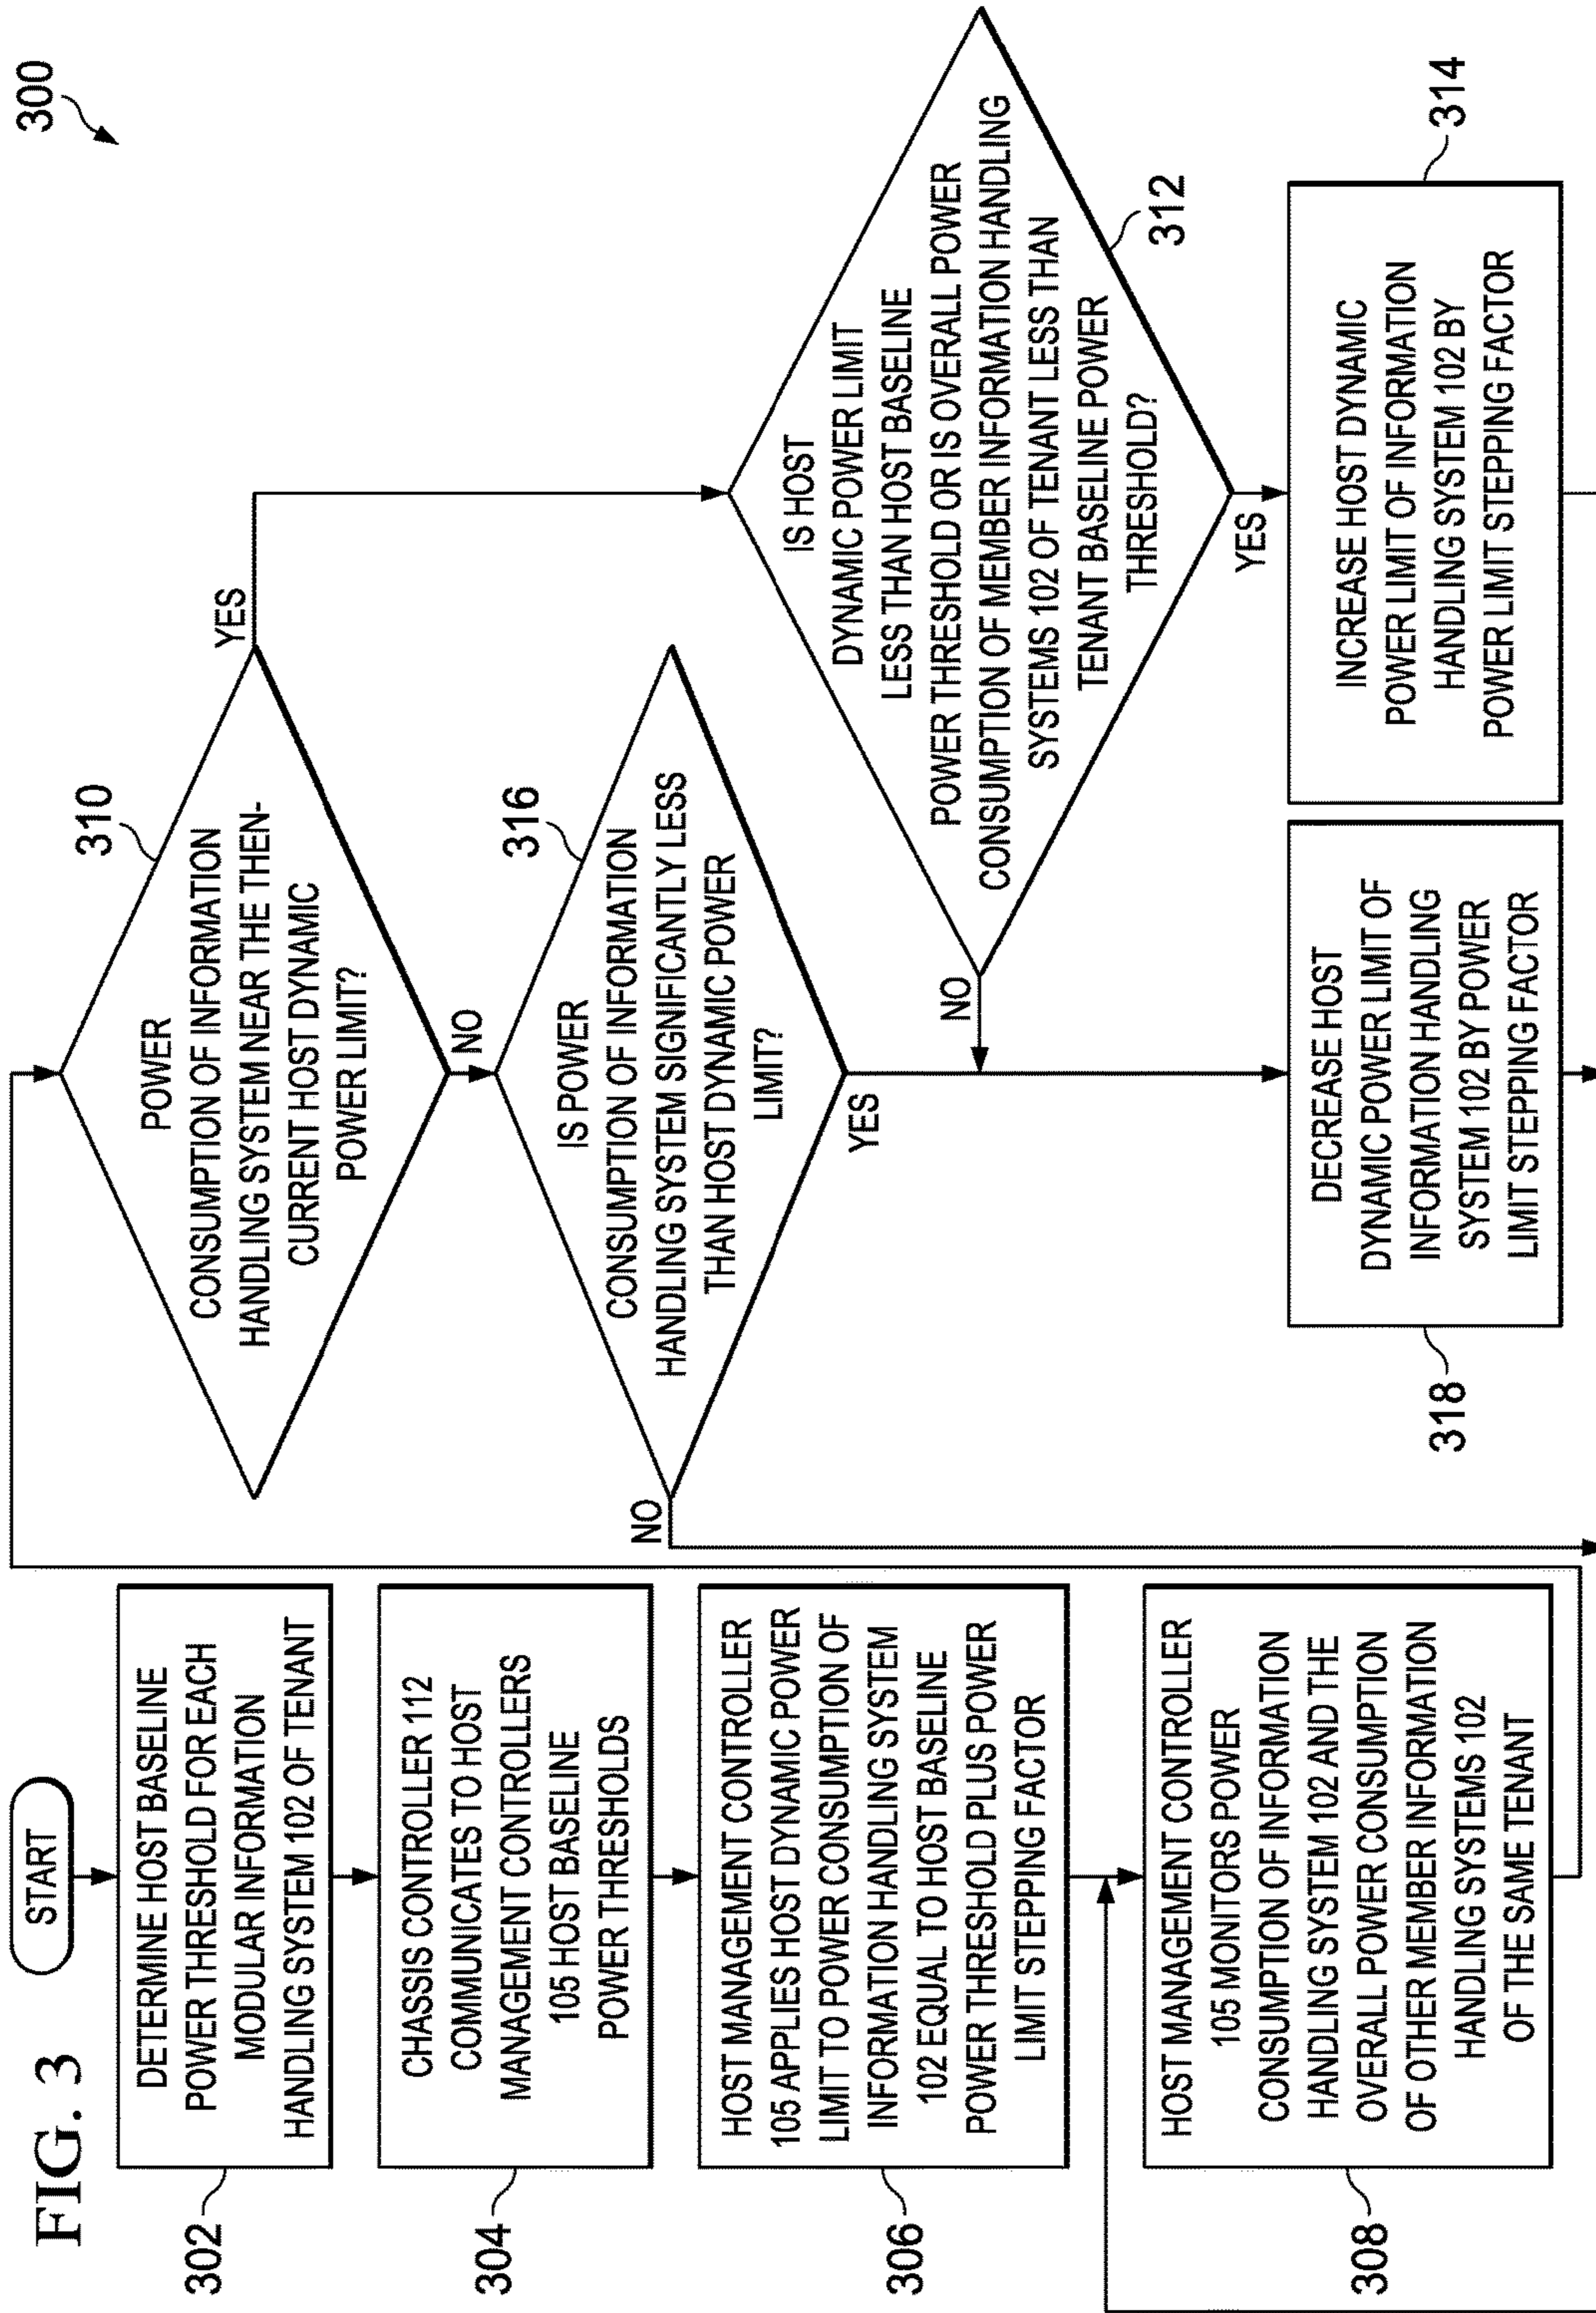 FIG. 3
300
START
DETERMINE HOST BASELINE
POWER THRESHOLD FOR EACH
MODULAR INFORMATION
HANDLING SYSTEM 102 OF TENANT
302
CHASSIS CONTROLLER 112
COMMUNICATES TO HOST
MANAGEMENT CONTROLLERS
105 HOST BASELINE
POWER THRESHOLDS
304
HOST MANAGEMENT CONTROLLER
105 APPLIES HOST DYNAMIC POWER
LIMIT TO POWER CONSUMPTION OF
INFORMATION HANDLING SYSTEM
102 EQUAL TO HOST BASELINE
POWER THRESHOLD PLUS POWER
LIMIT STEPPING FACTOR
306
HOST MANAGEMENT CONTROLLER
105 MONITORS POWER
CONSUMPTION OF INFORMATION
HANDLING SYSTEM 102 AND THE
OVERALL POWER CONSUMPTION
OF OTHER MEMBER INFORMATION
HANDLING SYSTEMS 102
OF THE SAME TENANT
308
POWER
CONSUMPTION OF INFORMATION
HANDLING SYSTEM NEAR THE THEN-
CURRENT HOST DYNAMIC
POWER LIMIT?
310
YES
NO
IS POWER
CONSUMPTION OF INFORMATION
HANDLING SYSTEM SIGNIFICANTLY LESS
THAN HOST DYNAMIC POWER
LIMIT?
316
NO
YES
IS HOST
DYNAMIC POWER LIMIT
LESS THAN HOST BASELINE
POWER THRESHOLD OR IS OVERALL POWER
CONSUMPTION OF MEMBER INFORMATION HANDLING
SYSTEMS 102 OF TENANT LESS THAN
TENANT BASELINE POWER
THRESHOLD?
312
NO
YES
DECREASE HOST
DYNAMIC POWER LIMIT OF
INFORMATION HANDLING
SYSTEM 102 BY POWER
LIMIT STEPPING FACTOR
318
INCREASE HOST DYNAMIC
POWER LIMIT OF INFORMATION
HANDLING SYSTEM 102 BY
POWER LIMIT STEPPING FACTOR
314